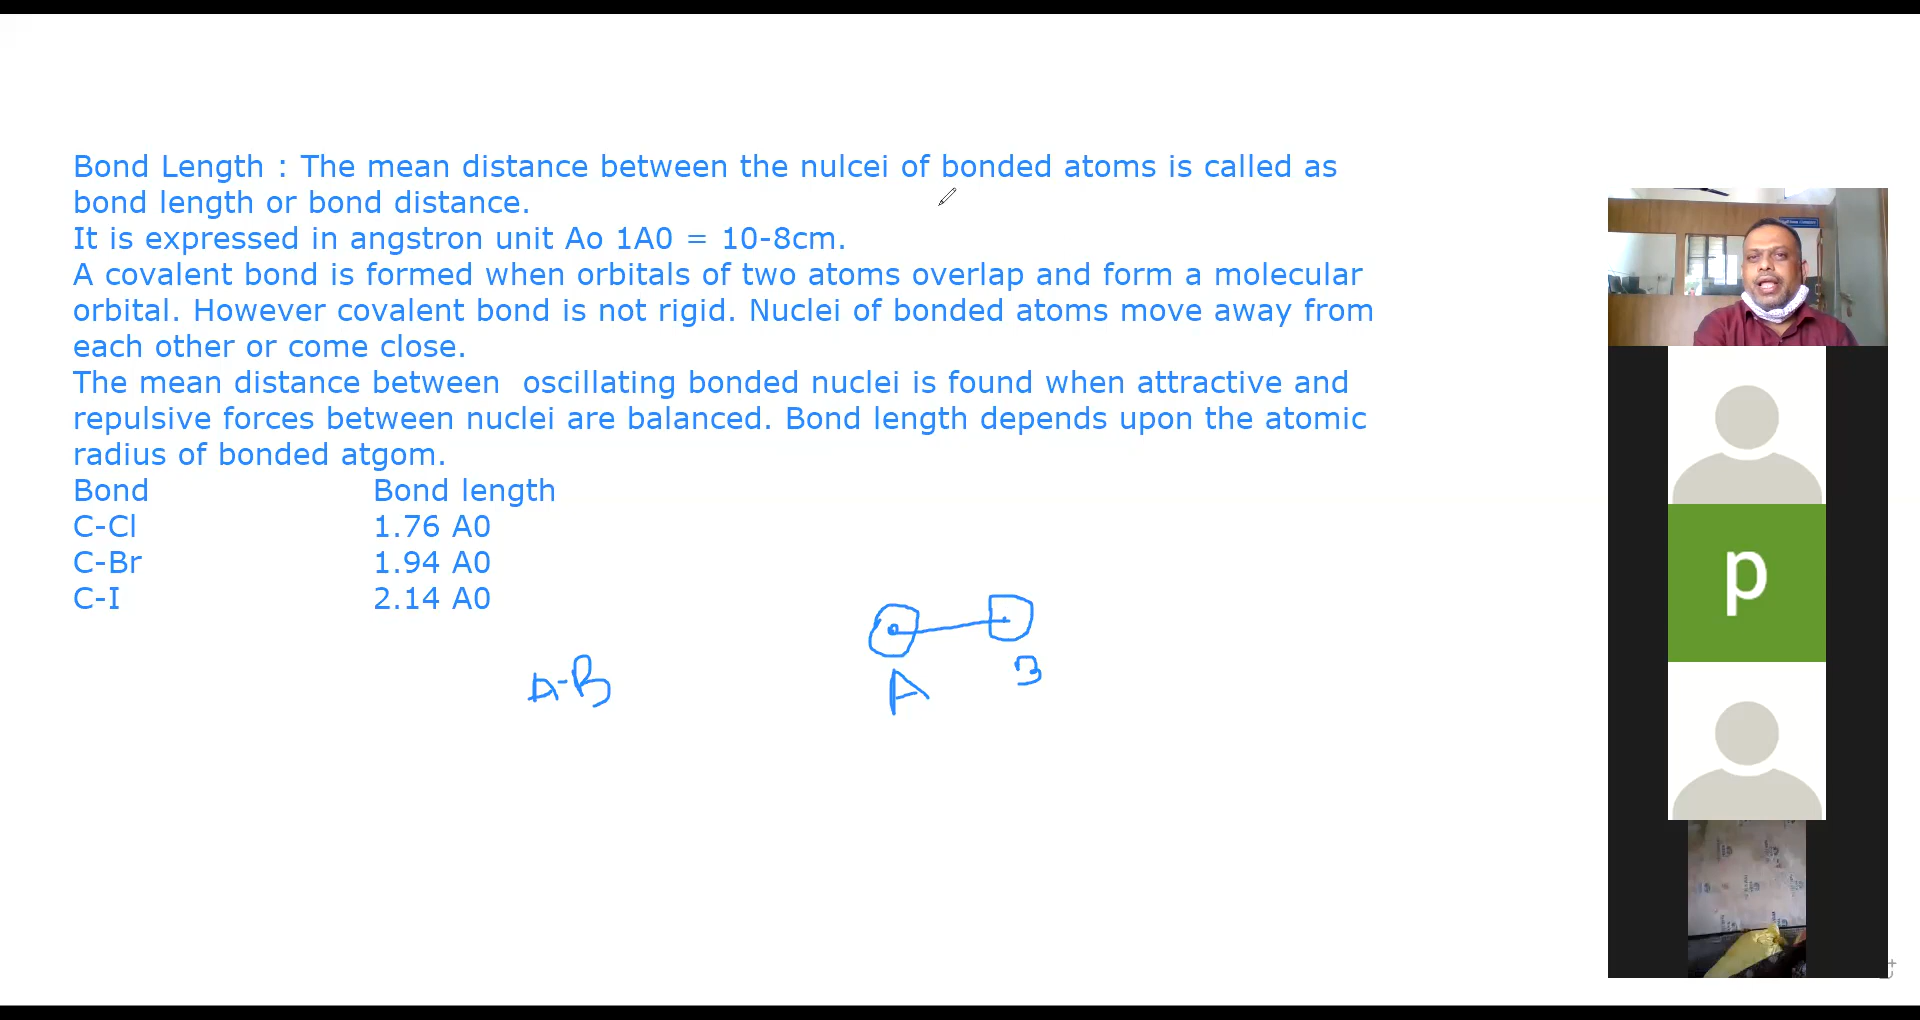 Bond Length : The mean distance between the nulcei of bonded atoms is called as
bond length or bond distance.
It is expressed in angstron unit Ao 1A0 = 10-8cm.
A covalent bond is formed when orbitals of two atoms overlap and form a molecular
orbital. However covalent bond is not rigid. Nuclei of bonded atoms move away from
each other or come close.
The mean distance between  oscillating bonded nuclei is found when attractive and
repulsive forces between nuclei are balanced. Bond length depends upon the atomic
radius of bonded atgom.
Bond Bond length
C-Cl 1.76 A0
C-Br 1.94 A0
C-I 2.14 A0
A-B
A B
p